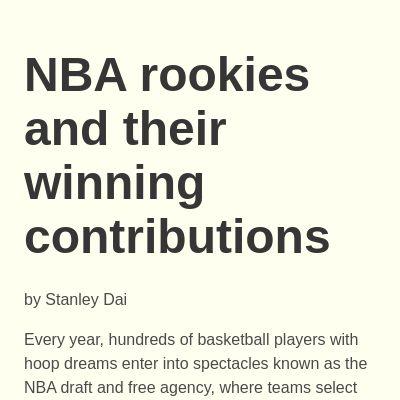 NBA rookies
and their
winning
contributions
by Stanley Dai
Every year, hundreds of basketball players with
hoop dreams enter into spectacles known as the
NBA draft and free agency, where teams select